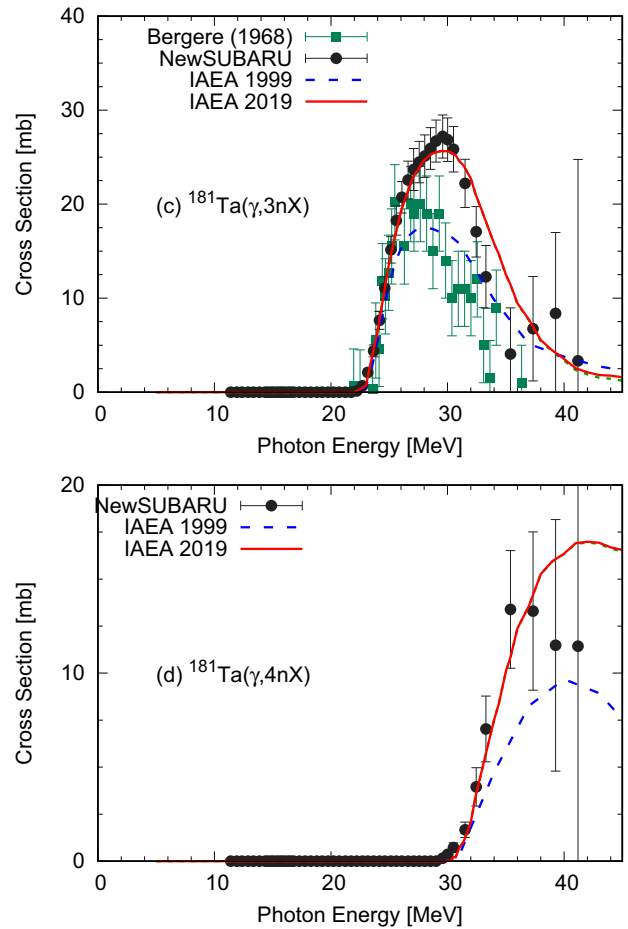 Bergere (1968)
NewSUBARU
IAEA 1999
IAEA 2019
(c) ¹⁸¹Ta(γ,3nX)
Cross Section [mb]
40
30
20
10
0
0 10 20 30 40
Photon Energy [MeV]
NewSUBARU
IAEA 1999
IAEA 2019
(d) ¹⁸¹Ta(γ,4nX)
Cross Section [mb]
20
10
0
0 10 20 30 40
Photon Energy [MeV]